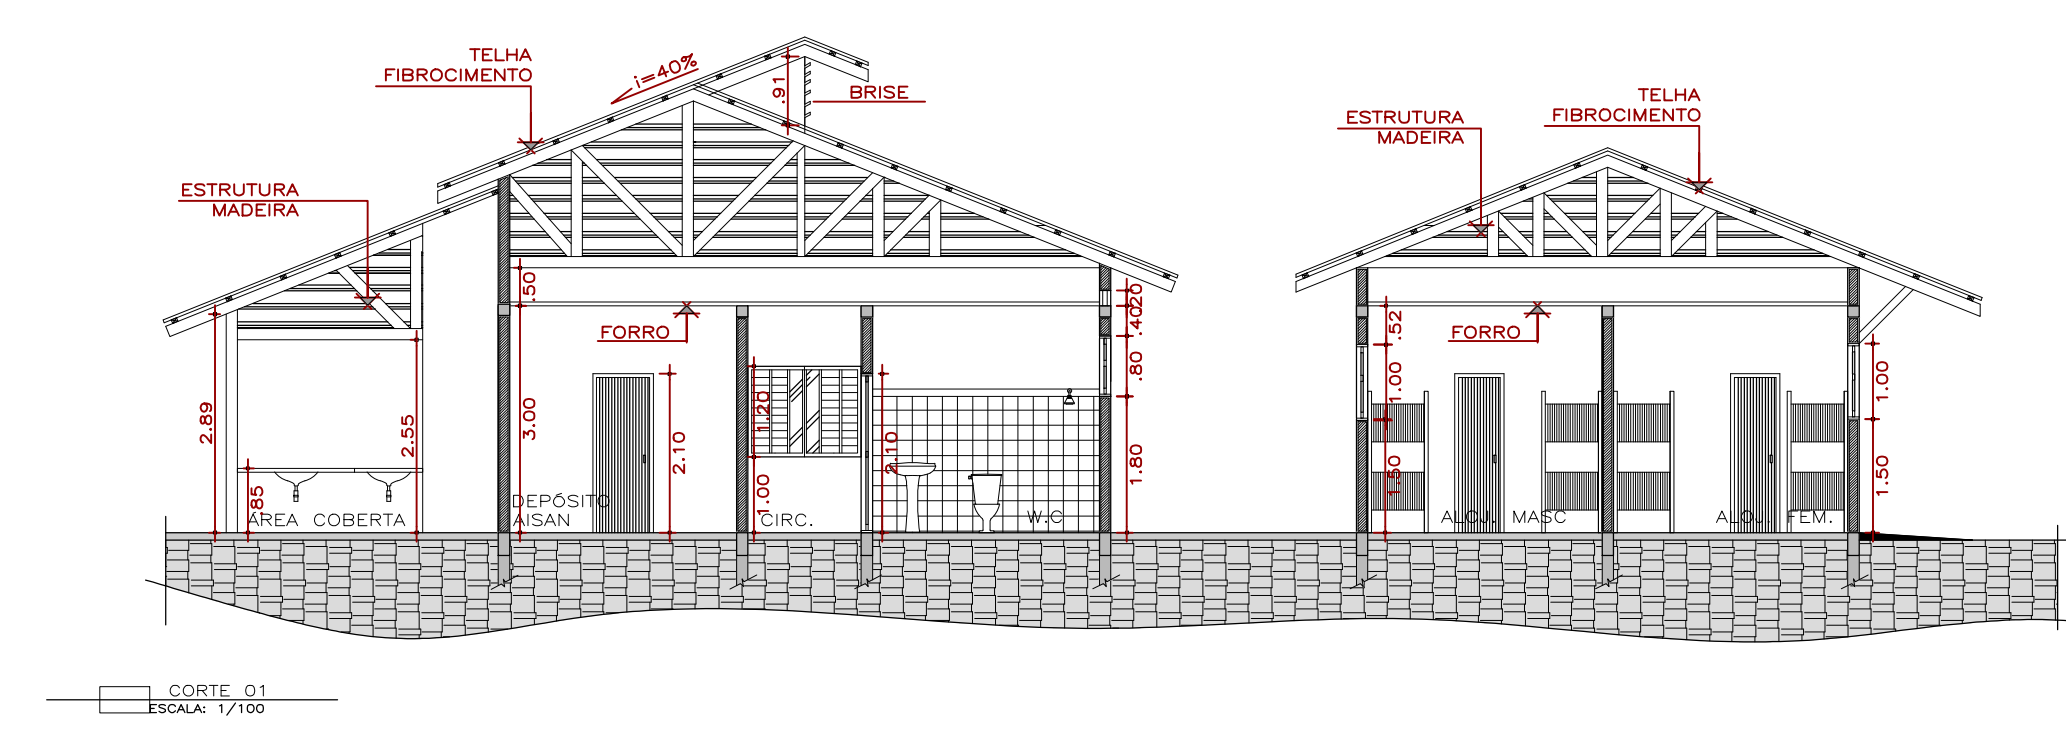 TELHA
FIBROCIMENTO
i=40%
.91
BRISE
ESTRUTURA
MADEIRA
ESTRUTURA
MADEIRA
TELHA
FIBROCIMENTO
.50
FORRO
.20
.40
.80
1.80
2.89
2.55
.85
3.00
2.10
1.20
1.00
2.10
ÁREA COBERTA
DEPÓSITO
AISAN
CIRC.
W.C
FORRO
.52
1.00
1.50
1.00
1.50
ALOJ. MASC
ALOJ. FEM.
CORTE 01
ESCALA: 1/100